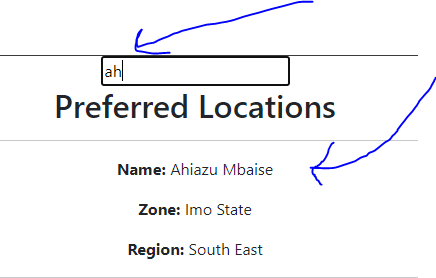 ah
Preferred Locations
Name: Ahiazu Mbaise
Zone: Imo State
Region: South East